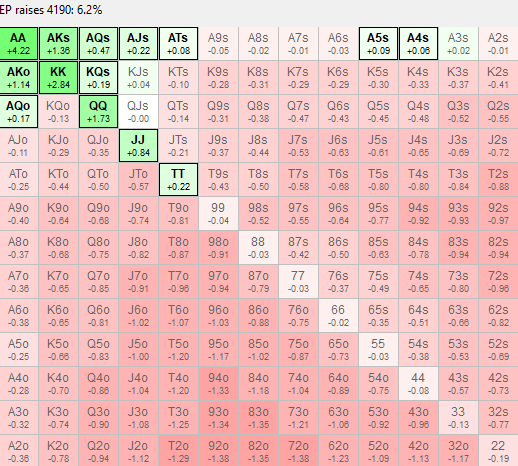 EP raises 4190: 6.2%
AA AKs AQs AJs ATs A9s A8s A7s A6s A5s A4s A3s A2s
+4.22 +1.36 +0.47 +0.22 +0.08 -0.05 -0.02 -0.01 -0.03 +0.09 +0.06 +0.02 -0.01
AKo KK KQs KJs KTs K9s K8s K7s K6s K5s K4s K3s K2s
+1.14 +2.84 +0.19 +0.04 -0.10 -0.28 -0.31 -0.29 -0.29 -0.30 -0.33 -0.37 -0.41
AQo KQo QQ QJs QTs Q9s Q8s Q7s Q6s Q5s Q4s Q3s Q2s
+0.17 -0.13 +1.73 -0.00 -0.14 -0.31 -0.38 -0.47 -0.43 -0.45 -0.48 -0.52 -0.55
AJo KJo QJo JJ JTs J9s J8s J7s J6s J5s J4s J3s J2s
-0.11 -0.29 -0.35 +0.84 -0.21 -0.37 -0.44 -0.53 -0.63 -0.61 -0.65 -0.69 -0.72
ATo KTo QTo JTo TT T9s T8s T7s T6s T5s T4s T3s T2s
-0.25 -0.44 -0.50 -0.57 +0.22 -0.43 -0.50 -0.58 -0.68 -0.80 -0.80 -0.84 -0.88
A9o K9o Q9o J9o T9o 99 98s 97s 96s 95s 94s 93s 92s
-0.40 -0.64 -0.68 -0.74 -0.81 -0.04 -0.52 -0.55 -0.64 -0.77 -0.92 -0.93 -0.97
A8o K8o Q8o J8o T8o 98o 88 87s 86s 85s 84s 83s 82s
-0.37 -0.68 -0.75 -0.82 -0.87 -0.91 -0.03 -0.42 -0.50 -0.63 -0.78 -0.94 -0.94
A7o K7o Q7o J7o T7o 97o 87o 77 76s 75s 74s 73s 72s
-0.36 -0.65 -0.85 -0.91 -0.96 -0.94 -0.79 -0.03 -0.37 -0.49 -0.65 -0.80 -0.96
A6o K6o Q6o J6o T6o 96o 86o 76o 66 65s 64s 63s 62s
-0.38 -0.65 -0.81 -1.02 -1.07 -1.03 -0.88 -0.75 -0.02 -0.35 -0.51 -0.66 -0.82
A5o K5o Q5o J5o T5o 95o 85o 75o 65o 55 54s 53s 52s
-0.25 -0.66 -0.83 -1.00 -1.20 -1.17 -1.02 -0.87 -0.73 -0.03 -0.38 -0.53 -0.69
A4o K4o Q4o J4o T4o 94o 84o 74o 64o 54o 44 43s 42s
-0.28 -0.70 -0.86 -1.04 -1.20 -1.33 -1.18 -1.04 -0.89 -0.75 -0.08 -0.57 -0.73
A3o K3o Q3o J3o T3o 93o 83o 73o 63o 53o 43o 33 32s
-0.32 -0.74 -0.90 -1.08 -1.25 -1.34 -1.35 -1.21 -1.06 -0.92 -0.96 -0.13 -0.77
A2o K2o Q2o J2o T2o 92o 82o 72o 62o 52o 42o 32o 22
-0.36 -0.78 -0.94 -1.12 -1.29 -1.38 -1.35 -1.38 -1.23 -1.09 -1.13 -1.17 -0.19